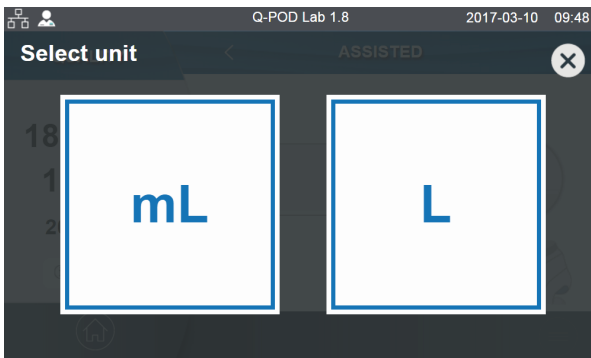 Q-POD Lab 1.8 2017-03-10 09:48
Select unit
ASSISTED
mL
L